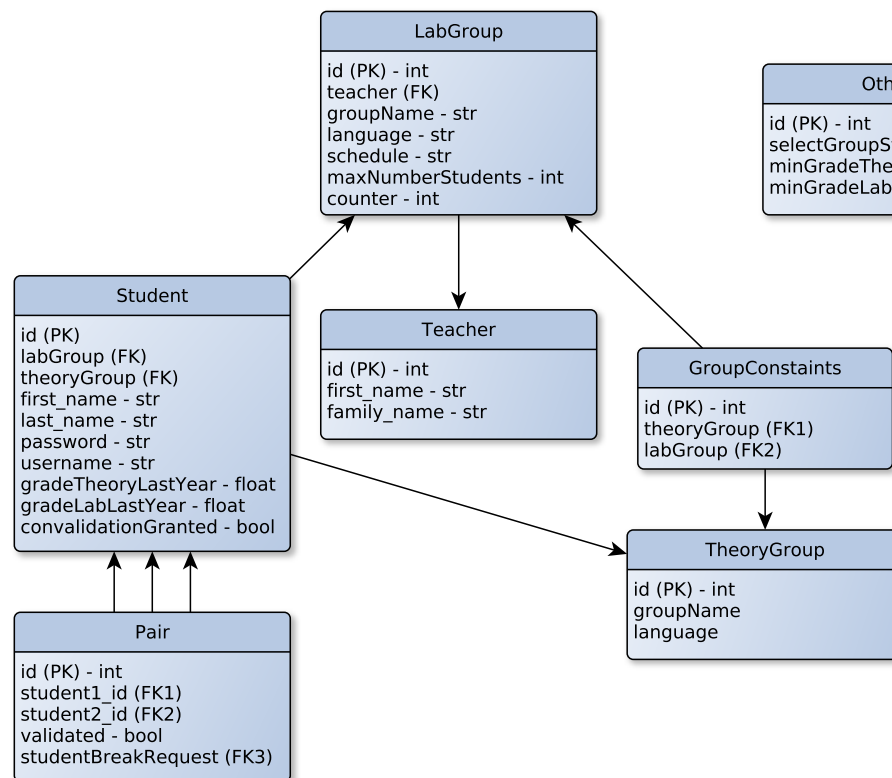 LabGroup
id (PK) - int
teacher (FK)
groupName - str
language - str
schedule - str
maxNumberStudents - int
counter - int
id (PK) - int
Student
id (PK)
labGroup (FK)
theoryGroup (FK)
first_name - str
last_name - str
password - str
username - str
gradeTheoryLastYear - float
gradeLabLastYear - float
convalidationGranted - bool
Teacher
id (PK) - int
first_name - str
family_name - str
GroupConstaints
id (PK) - int
theoryGroup (FK1)
labGroup (FK2)
TheoryGroup
id (PK) - int
groupName
language
Pair
id (PK) - int
student1_id (FK1)
student2_id (FK2)
validated - bool
studentBreakRequest (FK3)